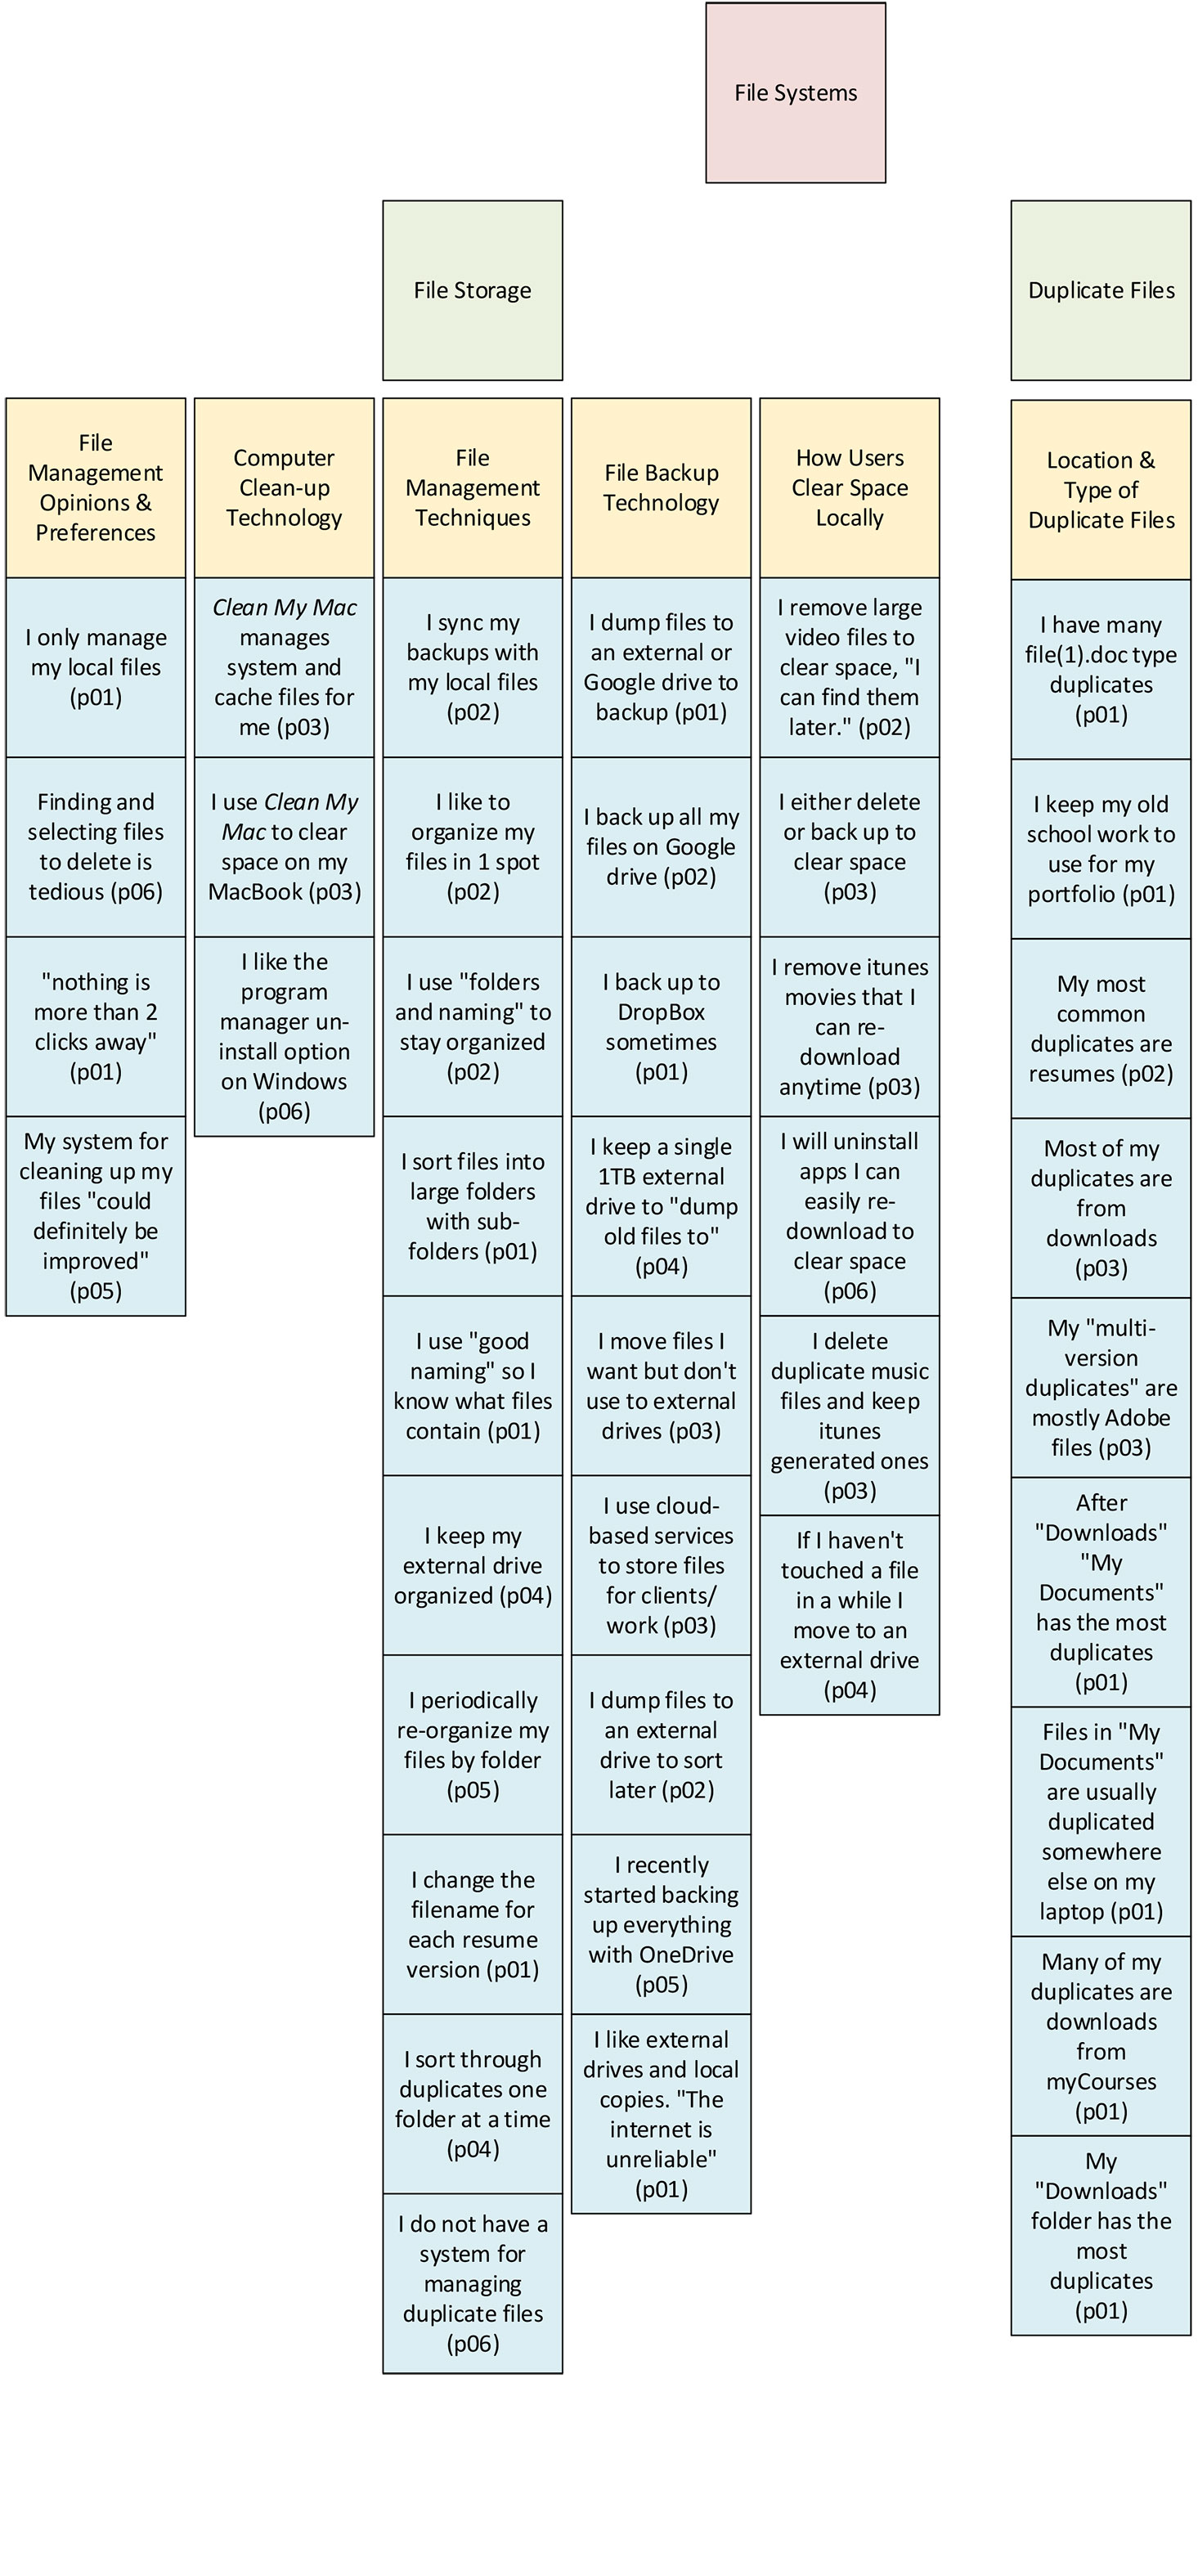 File Systems
File Storage
Duplicate Files
File
Management
Opinions &
Preferences
I only manage
my local files
(p01)
Finding and
selecting files
to delete is
tedious (p06)
"nothing is
more than 2
clicks away"
(p01)
My system for
cleaning up my
files "could
definitely be
improved"
(p05)
Computer
Clean-up
Technology
Clean My Mac
manages
system and
cache files for
me (p03)
I use Clean My
Mac to clear
space on my
MacBook (p03)
I like the
program
manager un-
install option
on Windows
(p06)
File
Management
Techniques
I sync my
backups with
my local files
(p02)
I like to
organize my
files in 1 spot
(p02)
I use "folders
and naming" to
stay organized
(p02)
I sort files into
large folders
with sub-
folders (p01)
I use "good
naming" so I
know what files
contain (p01)
I keep my
external drive
organized (p04)
I periodically
re-organize my
files by folder
(p05)
I change the
filename for
each resume
version (p01)
I sort through
duplicates one
folder at a time
(p04)
I do not have a
system for
managing
duplicate files
(p06)
File Backup
Technology
I dump files to
an external or
Google drive to
backup (p01)
I back up all my
files on Google
drive (p02)
I back up to
DropBox
sometimes
(p01)
I keep a single
1TB external
drive to "dump
old files to"
(p04)
I move files I
want but don't
use to external
drives (p03)
I use cloud-
based services
to store files
for clients/
work (p03)
I dump files to
an external
drive to sort
later (p02)
I recently
started backing
up everything
with OneDrive
(p05)
I like external
drives and local
copies. "The
internet is
unreliable"
(p01)
How Users
Clear Space
Locally
I remove large
video files to
clear space, "I
can find them
later." (p02)
I either delete
or back up to
clear space
(p03)
I remove itunes
movies that I
can re-
download
anytime (p03)
I will uninstall
apps I can
easily re-
download to
clear space
(p06)
I delete
duplicate music
files and keep
itunes
generated ones
(p03)
If I haven't
touched a file
in a while I
move to an
external drive
(p04)
Location &
Type of
Duplicate Files
I have many
file(1).doc type
duplicates
(p01)
I keep my old
school work to
use for my
portfolio (p01)
My most
common
duplicates are
resumes (p02)
Most of my
duplicates are
from
downloads
(p03)
My "multi-
version
duplicates" are
mostly Adobe
files (p03)
After
"Downloads"
"My
Documents"
has the most
duplicates
(p01)
Files in "My
Documents"
are usually
duplicated
somewhere
else on my
laptop (p01)
Many of my
duplicates are
downloads
from
myCourses
(p01)
My
"Downloads"
folder has the
most
duplicates
(p01)